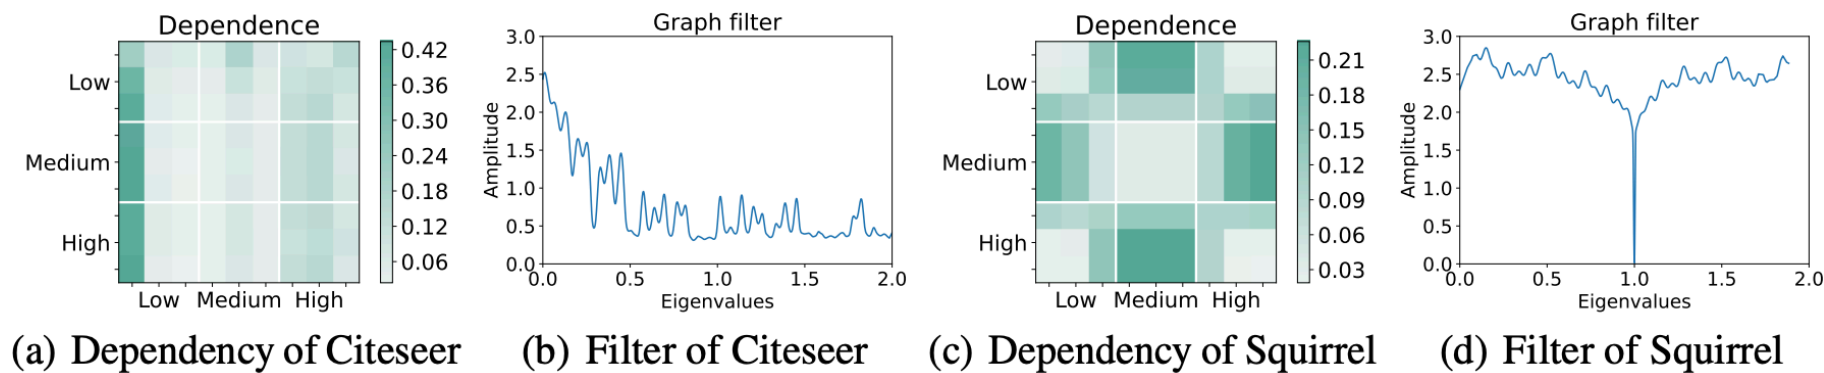 Dependence
Low
Medium
High
Low Medium High
0.42
0.36
0.30
0.24
0.18
0.12
0.06
Graph filter
Amplitude
3.0
2.5
2.0
1.5
1.0
0.5
0.0
0.0 0.5 1.0 1.5 2.0
Eigenvalues
Dependence
Low
Medium
High
Low Medium High
0.21
0.18
0.15
0.12
0.09
0.06
0.03
Graph filter
Amplitude
3.0
2.5
2.0
1.5
1.0
0.5
0.0
0.0 0.5 1.0 1.5 2.0
Eigenvalues
(a) Dependency of Citeseer
(b) Filter of Citeseer
(c) Dependency of Squirrel
(d) Filter of Squirrel